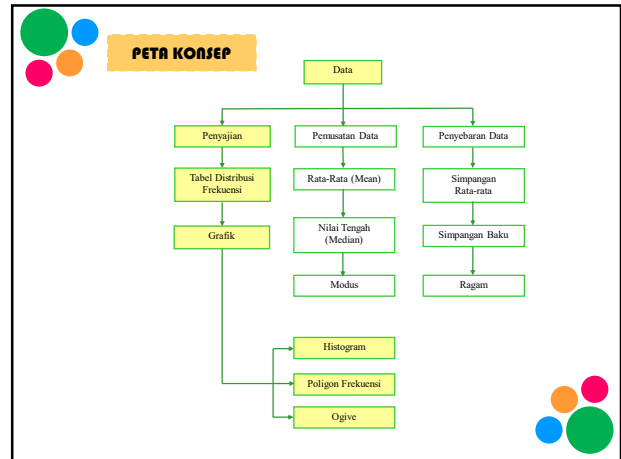 PETA KONSEP
Data
Penyajian
Pemusatan Data
Penyebaran Data
Tabel Distribusi
Frekuensi
Rata-Rata (Mean)
Simpangan
Rata-rata
Grafik
Nilai Tengah
(Median)
Simpangan Baku
Modus
Ragam
Histogram
Poligon Frekuensi
Ogive